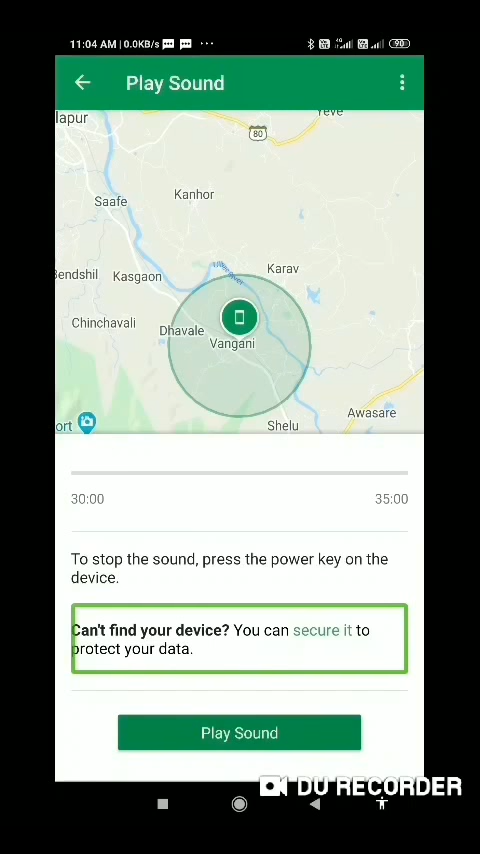 11:04 AM | 0.0KB/s
90
Play Sound
lapur
Yeve
80
Kanhor
Saafe
Karav
Bendshil
Kasgaon
Chinchavali
Dhavale
Vangani
Awasare
ort
Shelu
30:00
35:00
To stop the sound, press the power key on the
device.
Can't find your device? You can secure it to
protect your data.
Play Sound
DU RECORDER